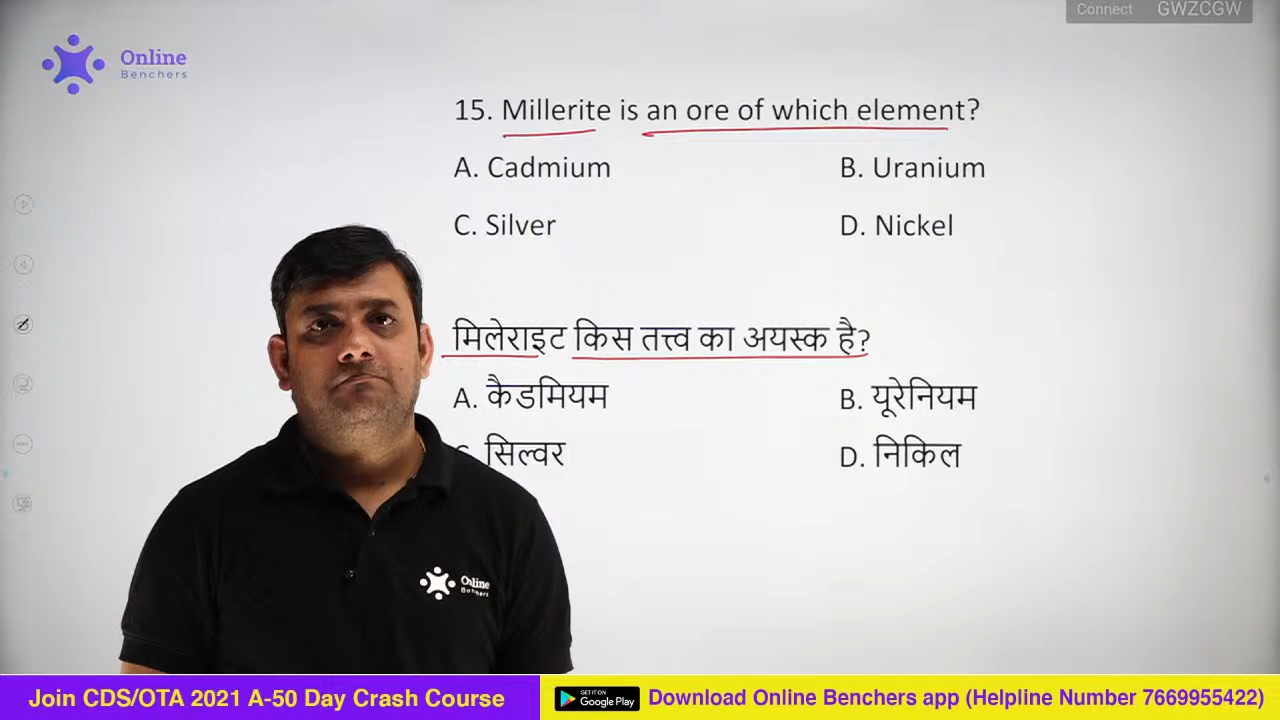 Connect GWZCGW
Online
Benchers
15. Millerite is an ore of which element?
A. Cadmium B. Uranium
C. Silver D. Nickel
मिलेराइट किस तत्त्व का अयस्क है?
A. कैडमियम B. यूरेनियम
सिल्वर D. निकिल
Online
Benchers
Join CDS/OTA 2021 A-50 Day Crash Course
GET IT ON
Google Play
Download Online Benchers app (Helpline Number 7669955422)